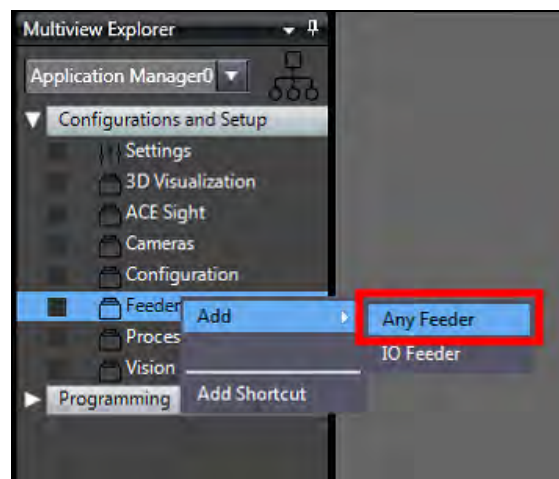 Multiview Explorer
Application Manager0
Configurations and Setup
Settings
3D Visualization
ACE Sight
Cameras
Configuration
Feeder
Add
Any Feeder
Proces
IO Feeder
Vision
Programming
Add Shortcut